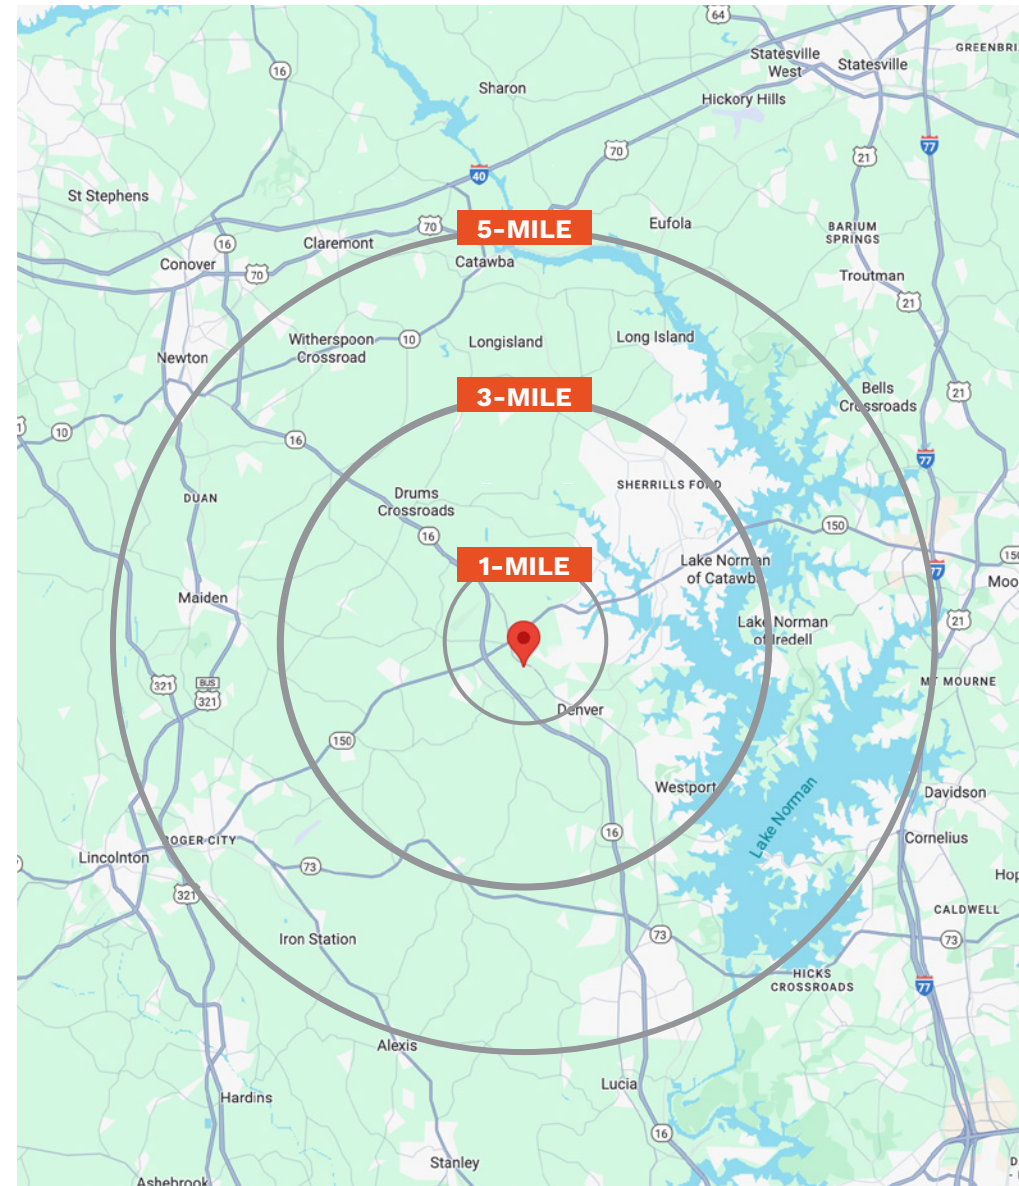 64
Statesville
West
Statesville
GREENBRI
16
Sharon
Hickory Hills
77
70
21
40
St Stephens
5-MILE
70
Eufola
BARIUM
SPRINGS
16
Claremont
Conover
70
Catawba
Troutman
21
Witherspoon
Crossroad
10
Longisland
Long Island
Newton
3-MILE
Bells
Crossroads
21
10
16
77
SHERRILLS FORD
DUAN
Drums
Crossroads
150
16
150
1-MILE
Lake Norman
of Catawba
77
Moo
Maiden
Lake Norman
of Iredell
21
321
BUS
321
MT MOURNE
Denver
150
Westport
Lake Norman
Davidson
16
OGER CITY
Cornelius
Lincolnton
73
Hop
321
CALDWELL
Iron Station
73
73
HICKS
CROSSROADS
77
Alexis
Lucia
Hardins
16
Stanley
Ashebrook